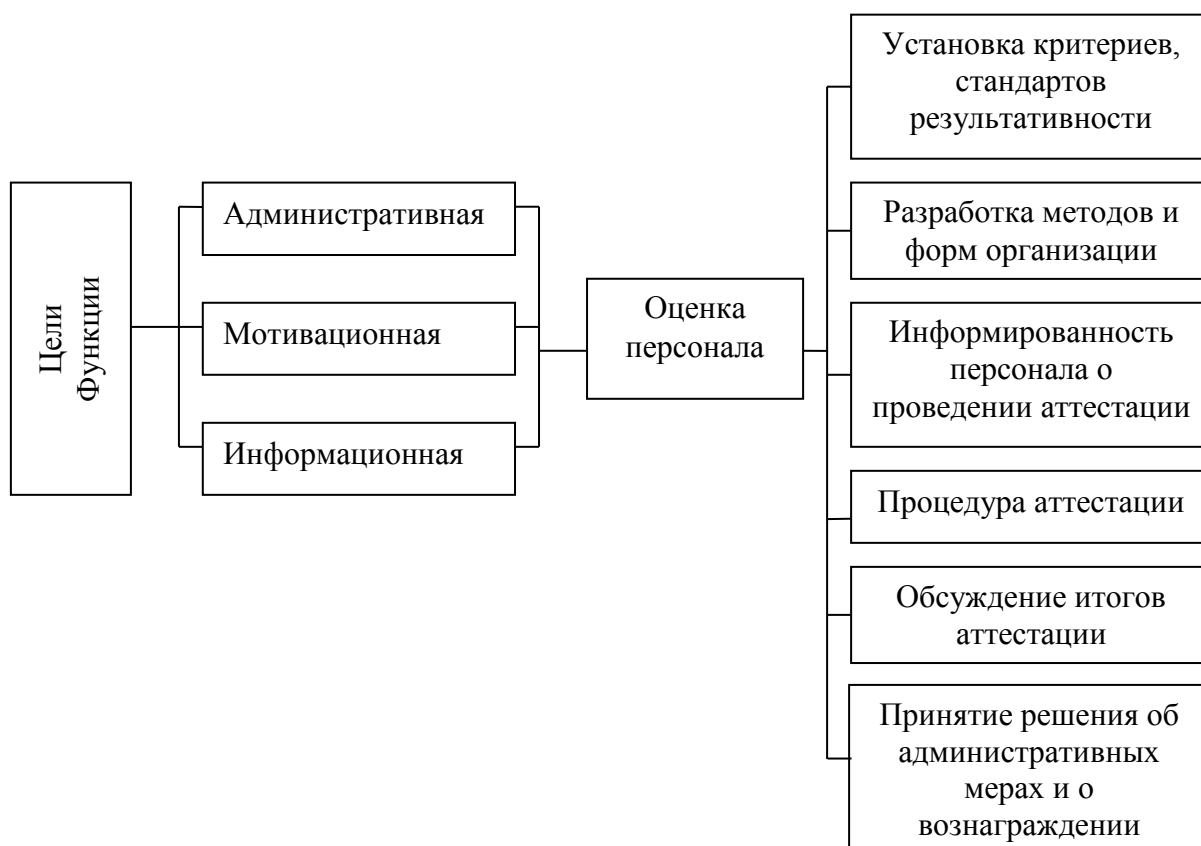 Цели
Функции
Административная
Мотивационная
Информационная
Оценка
персонала
Установка критериев,
стандартов
результативности
Разработка методов и
форм организации
Информированность
персонала о
проведении аттестации
Процедура аттестации
Обсуждение итогов
аттестации
Принятие решения об
административных
мерах и о
вознаграждении